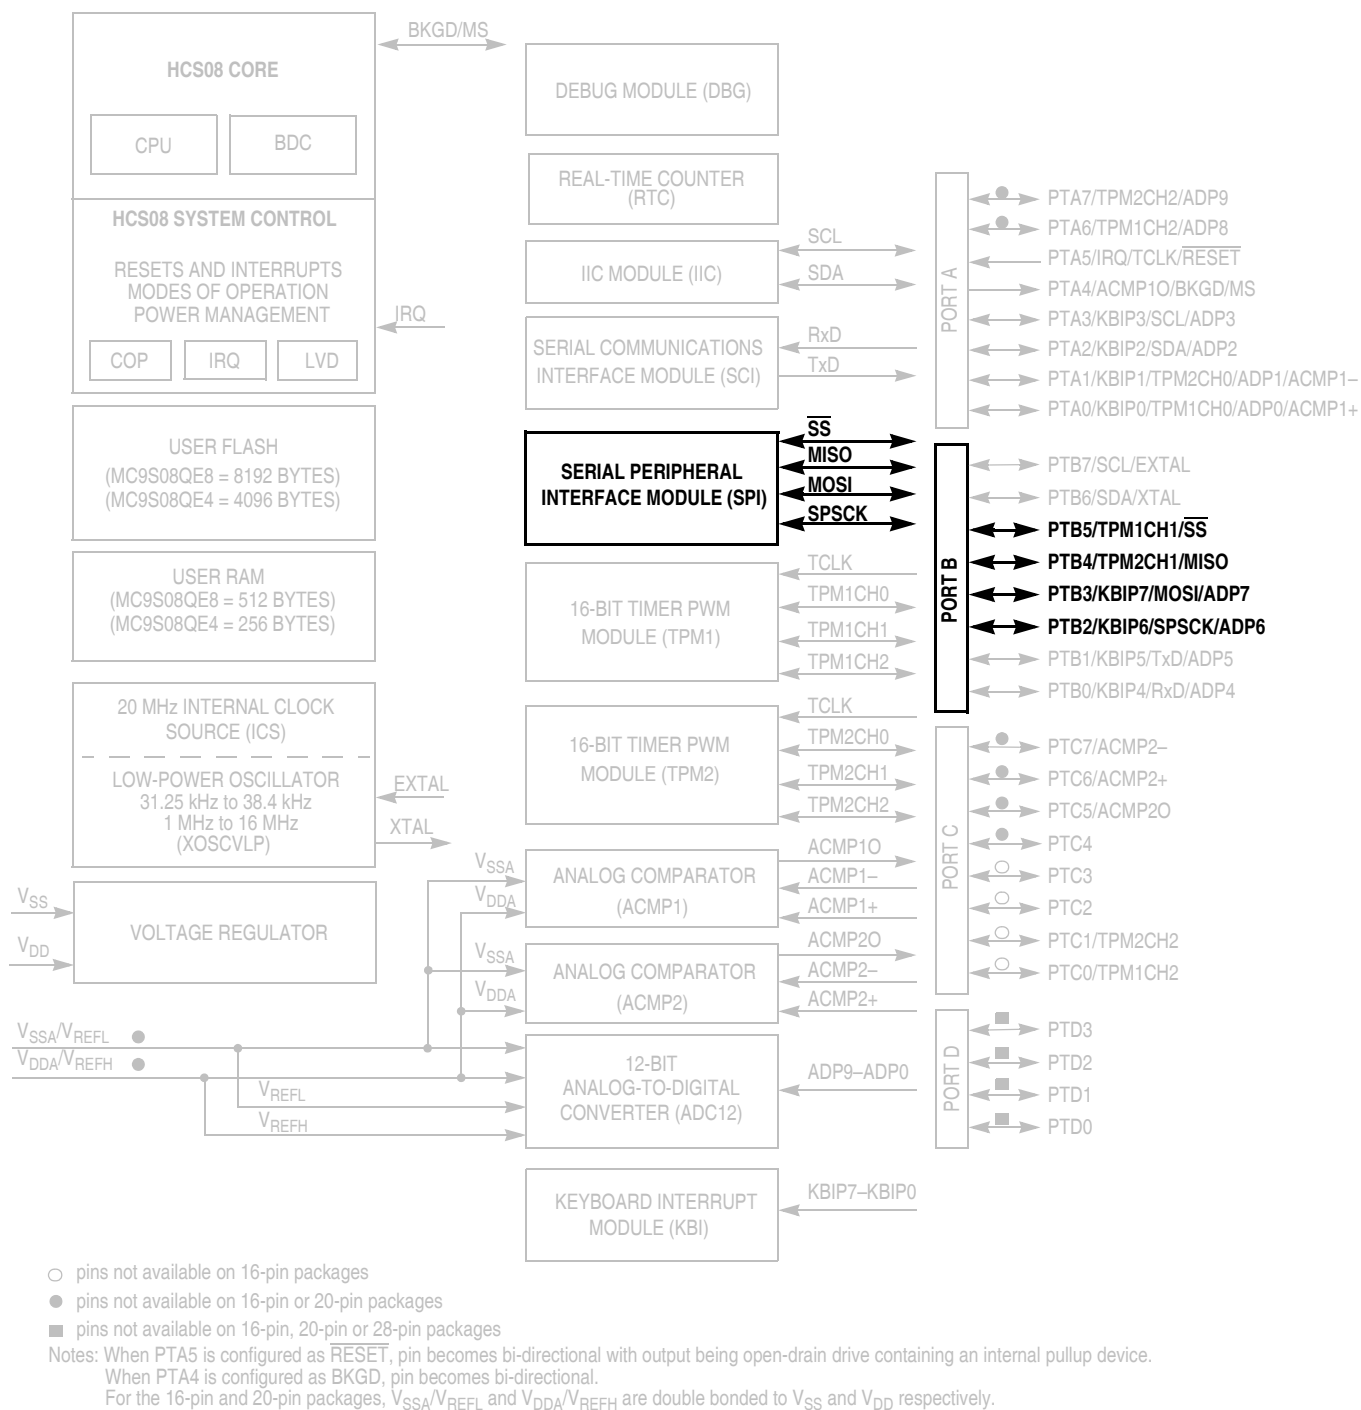 BKGD/MS
HCS08 CORE
CPU
BDC
HCS08 SYSTEM CONTROL
RESETS AND INTERRUPTS
MODES OF OPERATION
POWER MANAGEMENT
IRQ
COP
IRQ
LVD
USER FLASH
(MC9S08QE8 = 8192 BYTES)
(MC9S08QE4 = 4096 BYTES)
USER RAM
(MC9S08QE8 = 512 BYTES)
(MC9S08QE4 = 256 BYTES)
20 MHz INTERNAL CLOCK
SOURCE (ICS)
LOW-POWER OSCILLATOR
31.25 kHz to 38.4 kHz
1 MHz to 16 MHz
(XOSCVLP)
EXTAL
XTAL
VSS
VDD
VOLTAGE REGULATOR
VSSA/VREFL
VDDA/VREFH
VREFL
VREFH
VSSA
VDDA
VSSA
VDDA
DEBUG MODULE (DBG)
REAL-TIME COUNTER
(RTC)
IIC MODULE (IIC)
SCL
SDA
SERIAL COMMUNICATIONS
INTERFACE MODULE (SCI)
RxD
TxD
SERIAL PERIPHERAL
INTERFACE MODULE (SPI)
SS
MISO
MOSI
SPSCK
16-BIT TIMER PWM
MODULE (TPM1)
TCLK
TPM1CH0
TPM1CH1
TPM1CH2
16-BIT TIMER PWM
MODULE (TPM2)
TCLK
TPM2CH0
TPM2CH1
TPM2CH2
ANALOG COMPARATOR
(ACMP1)
ACMP1O
ACMP1–
ACMP1+
ANALOG COMPARATOR
(ACMP2)
ACMP2O
ACMP2–
ACMP2+
12-BIT
ANALOG-TO-DIGITAL
CONVERTER (ADC12)
ADP9–ADP0
KEYBOARD INTERRUPT
MODULE (KBI)
KBIP7–KBIP0
PORT A
PTA7/TPM2CH2/ADP9
PTA6/TPM1CH2/ADP8
PTA5/IRQ/TCLK/RESET
PTA4/ACMP1O/BKGD/MS
PTA3/KBIP3/SCL/ADP3
PTA2/KBIP2/SDA/ADP2
PTA1/KBIP1/TPM2CH0/ADP1/ACMP1–
PTA0/KBIP0/TPM1CH0/ADP0/ACMP1+
PORT B
PTB7/SCL/EXTAL
PTB6/SDA/XTAL
PTB5/TPM1CH1/SS
PTB4/TPM2CH1/MISO
PTB3/KBIP7/MOSI/ADP7
PTB2/KBIP6/SPSCK/ADP6
PTB1/KBIP5/TxD/ADP5
PTB0/KBIP4/RxD/ADP4
PORT C
PTC7/ACMP2–
PTC6/ACMP2+
PTC5/ACMP2O
PTC4
PTC3
PTC2
PTC1/TPM2CH2
PTC0/TPM1CH2
PORT D
PTD3
PTD2
PTD1
PTD0
pins not available on 16-pin packages
pins not available on 16-pin or 20-pin packages
pins not available on 16-pin, 20-pin or 28-pin packages
Notes: When PTA5 is configured as RESET, pin becomes bi-directional with output being open-drain drive containing an internal pullup device.
When PTA4 is configured as BKGD, pin becomes bi-directional.
For the 16-pin and 20-pin packages, VSSA/VREFL and VDDA/VREFH are double bonded to VSS and VDD respectively.